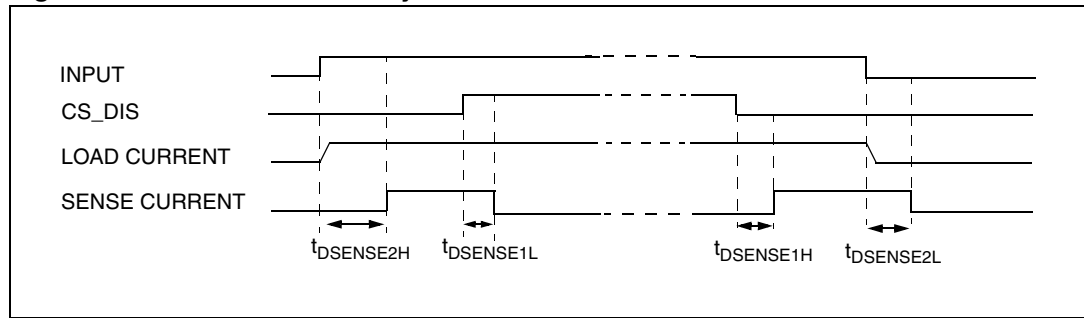 INPUT
CS_DIS
LOAD CURRENT
SENSE CURRENT
tDSENSE2H
tDSENSE1L
tDSENSE1H
tDSENSE2L